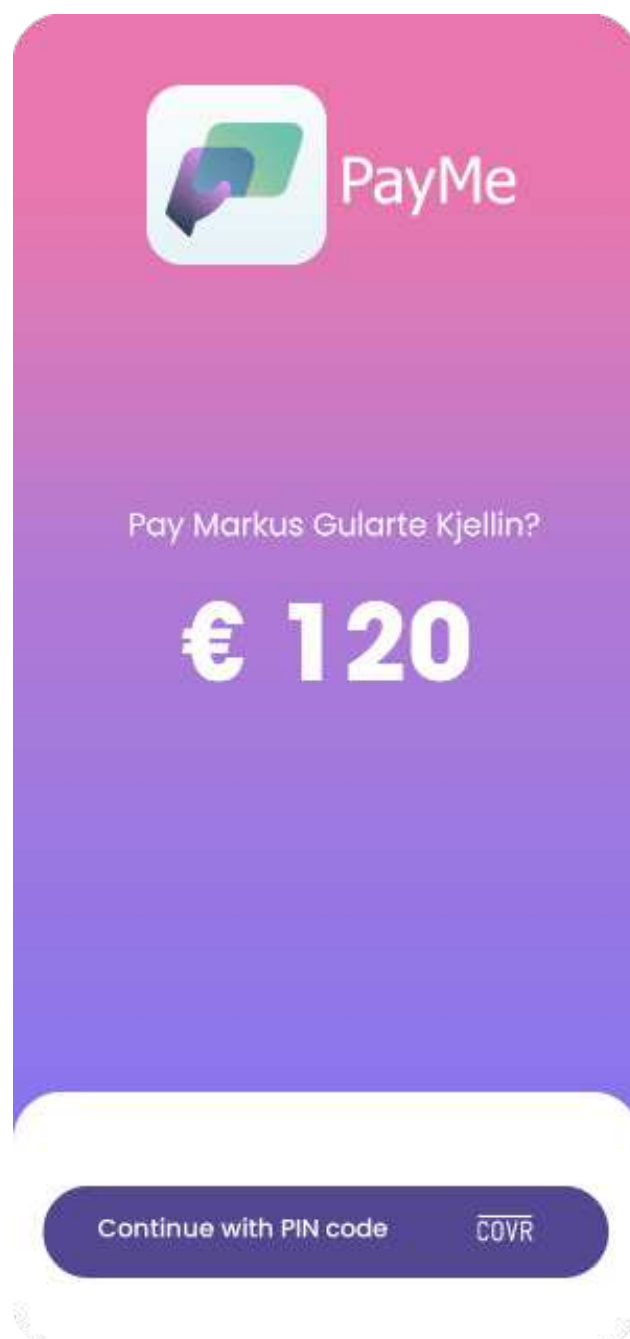 PayMe
Pay Markus Gularte Kjellin?
€ 120
Continue with PIN code
COVR